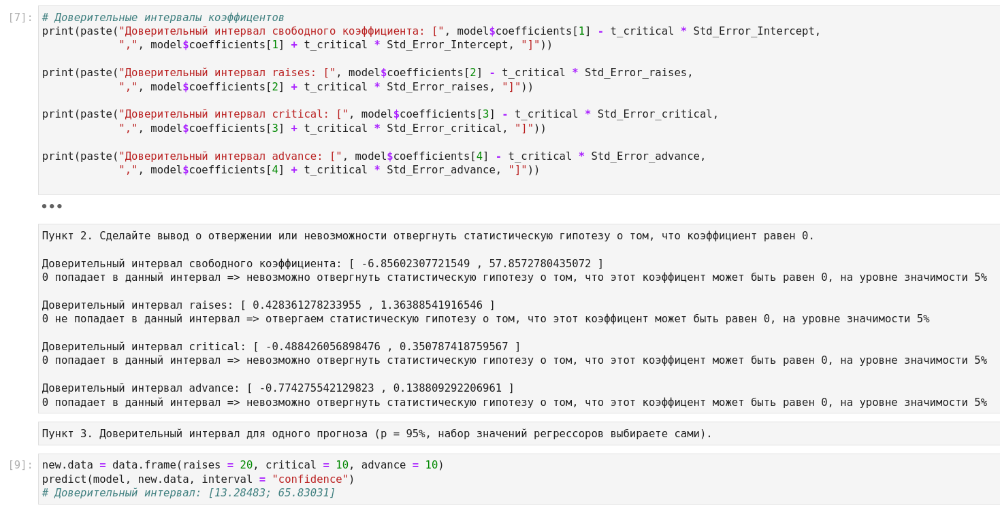 [7]: # Доверительные интервалы коэффицентов
print(paste("Доверительный интервал свободного коэффициента: [", model$coefficients[1] - t_critical * Std_Error_Intercept,
",", model$coefficients[1] + t_critical * Std_Error_Intercept, "]"))
print(paste("Доверительный интервал raises: [", model$coefficients[2] - t_critical * Std_Error_raises,
",", model$coefficients[2] + t_critical * Std_Error_raises, "]"))
print(paste("Доверительный интервал critical: [", model$coefficients[3] - t_critical * Std_Error_critical,
",", model$coefficients[3] + t_critical * Std_Error_critical, "]"))
print(paste("Доверительный интервал advance: [", model$coefficients[4] - t_critical * Std_Error_advance,
",", model$coefficients[4] + t_critical * Std_Error_advance, "]"))
Пункт 2. Сделайте вывод о отвержении или невозможности отвергнуть статистическую гипотезу о том, что коэффициент равен 0.
Доверительный интервал свободного коэффициента: [ -6.85602307721549 , 57.8572780435072 ]
0 попадает в данный интервал => невозможно отвергнуть статистическую гипотезу о том, что этот коэффицент может быть равен 0, на уровне значимости 5%
Доверительный интервал raises: [ 0.428361278233955 , 1.36388541916546 ]
0 не попадает в данный интервал => отвергаем статистическую гипотезу о том, что этот коэффицент может быть равен 0, на уровне значимости 5%
Доверительный интервал critical: [ -0.488426056898476 , 0.350787418759567 ]
0 попадает в данный интервал => невозможно отвергнуть статистическую гипотезу о том, что этот коэффицент может быть равен 0, на уровне значимости 5%
Доверительный интервал advance: [ -0.774275542129823 , 0.138809292206961 ]
0 попадает в данный интервал => невозможно отвергнуть статистическую гипотезу о том, что этот коэффицент может быть равен 0, на уровне значимости 5%
Пункт 3. Доверительный интервал для одного прогноза (p = 95%, набор значений регрессоров выбираете сами).
[9]: new.data = data.frame(raises = 20, critical = 10, advance = 10)
predict(model, new.data, interval = "confidence")
# Доверительный интервал: [13.28483; 65.83031]